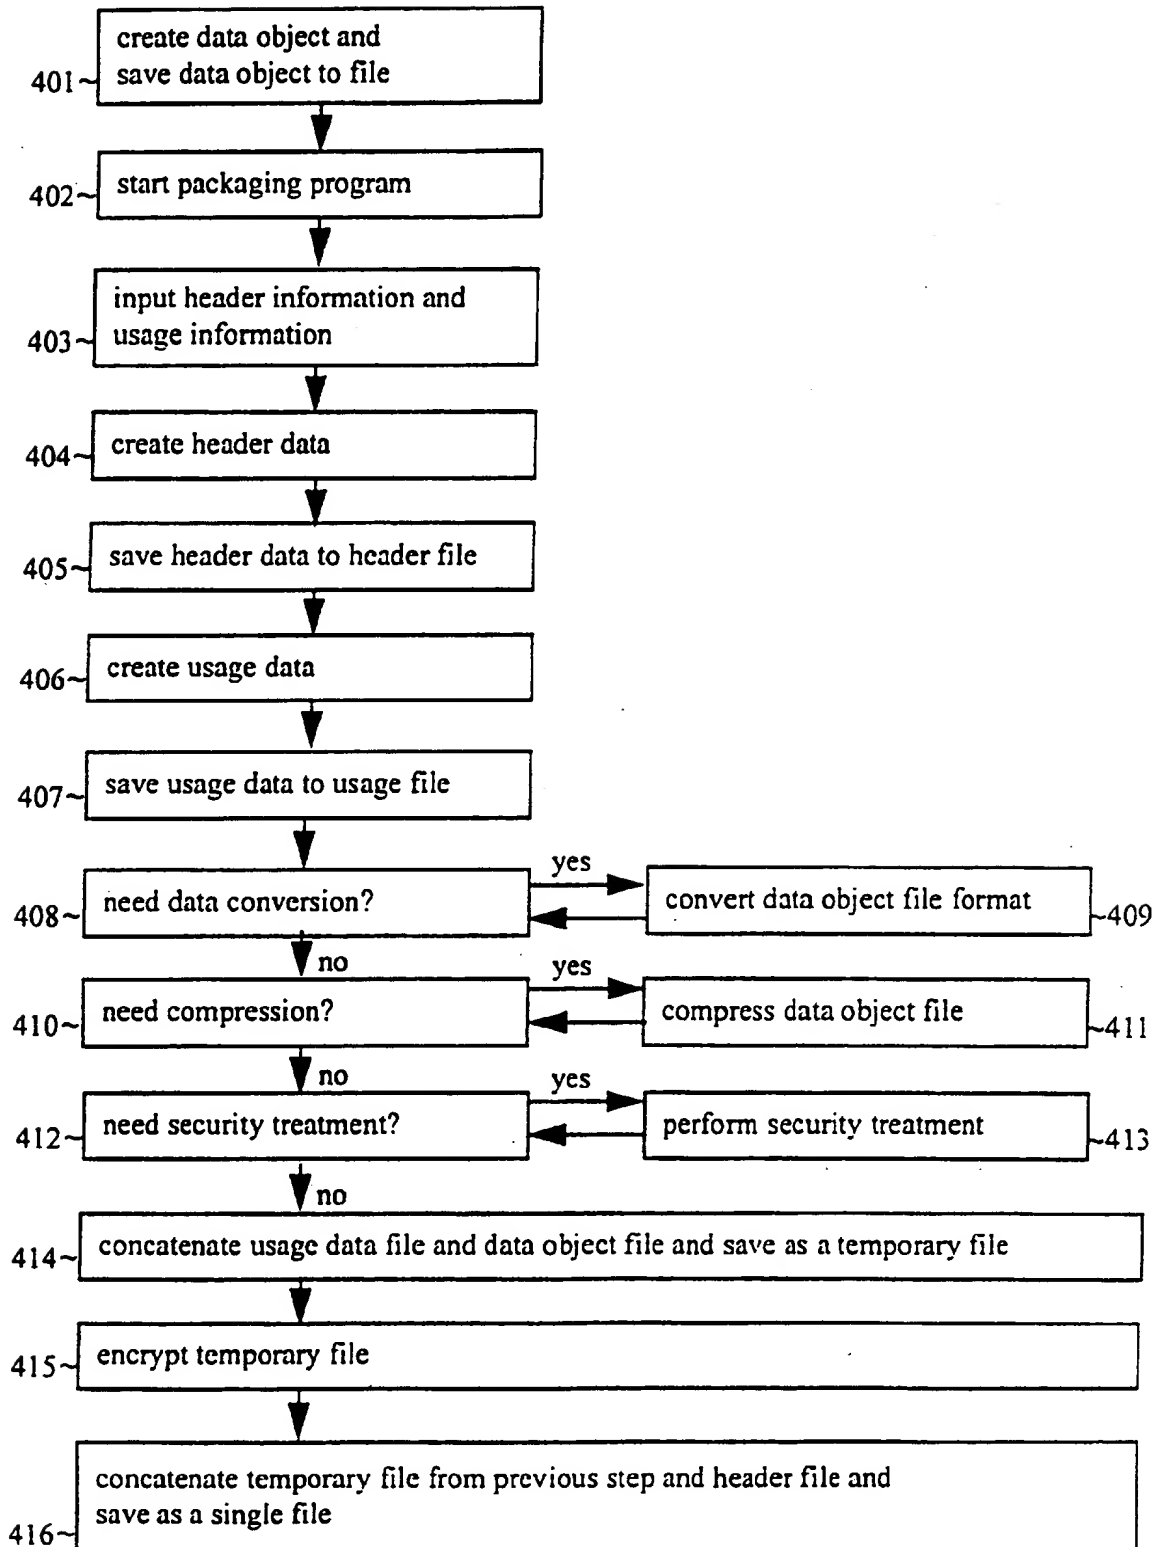 create data object and
save data object to file
401~
start packaging program
402~
input header information and
usage information
403~
create header data
404~
save header data to header file
405~
create usage data
406~
save usage data to usage file
407~
yes
need data conversion?
convert data object file format
408~
~409
no
yes
need compression?
compress data object file
410~
~411
no
yes
need security treatment?
perform security treatment
412~
~413
no
concatenate usage data file and data object file and save as a temporary file
414~
encrypt temporary file
415~
concatenate temporary file from previous step and header file and
save as a single file
416~